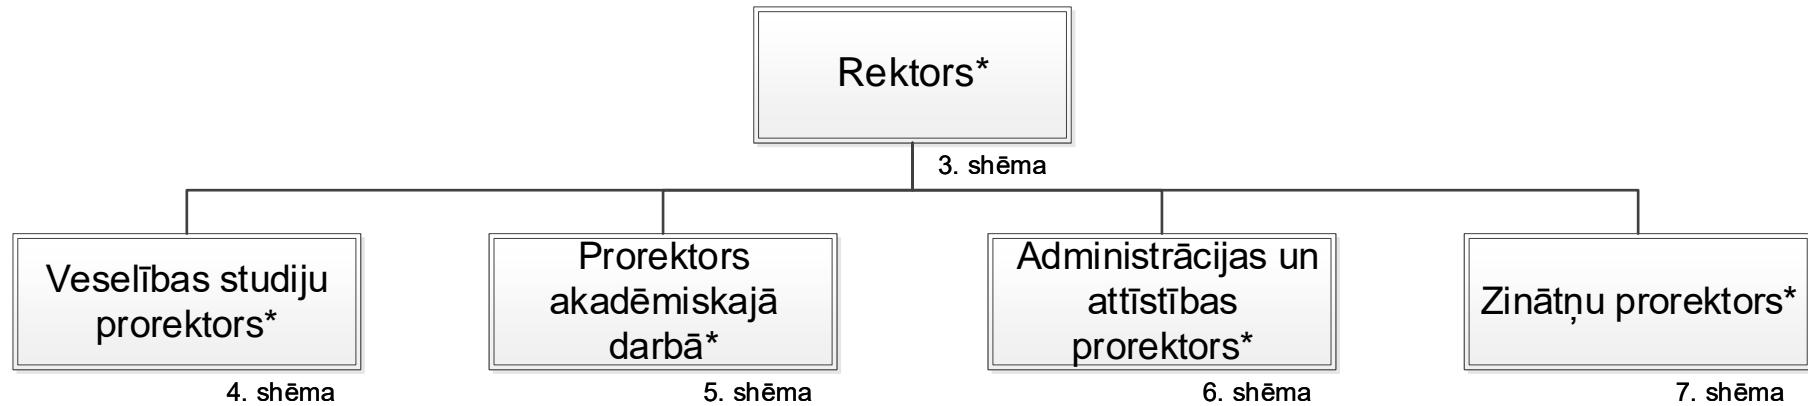 Rektors*
3. shēma
Veselības studiju
prorektors*
4. shēma
Prorektors
akadēmiskajā
darbā*
5. shēma
Administrācijas un
attīstības
prorektors*
6. shēma
Zinātņu prorektors*
7. shēma